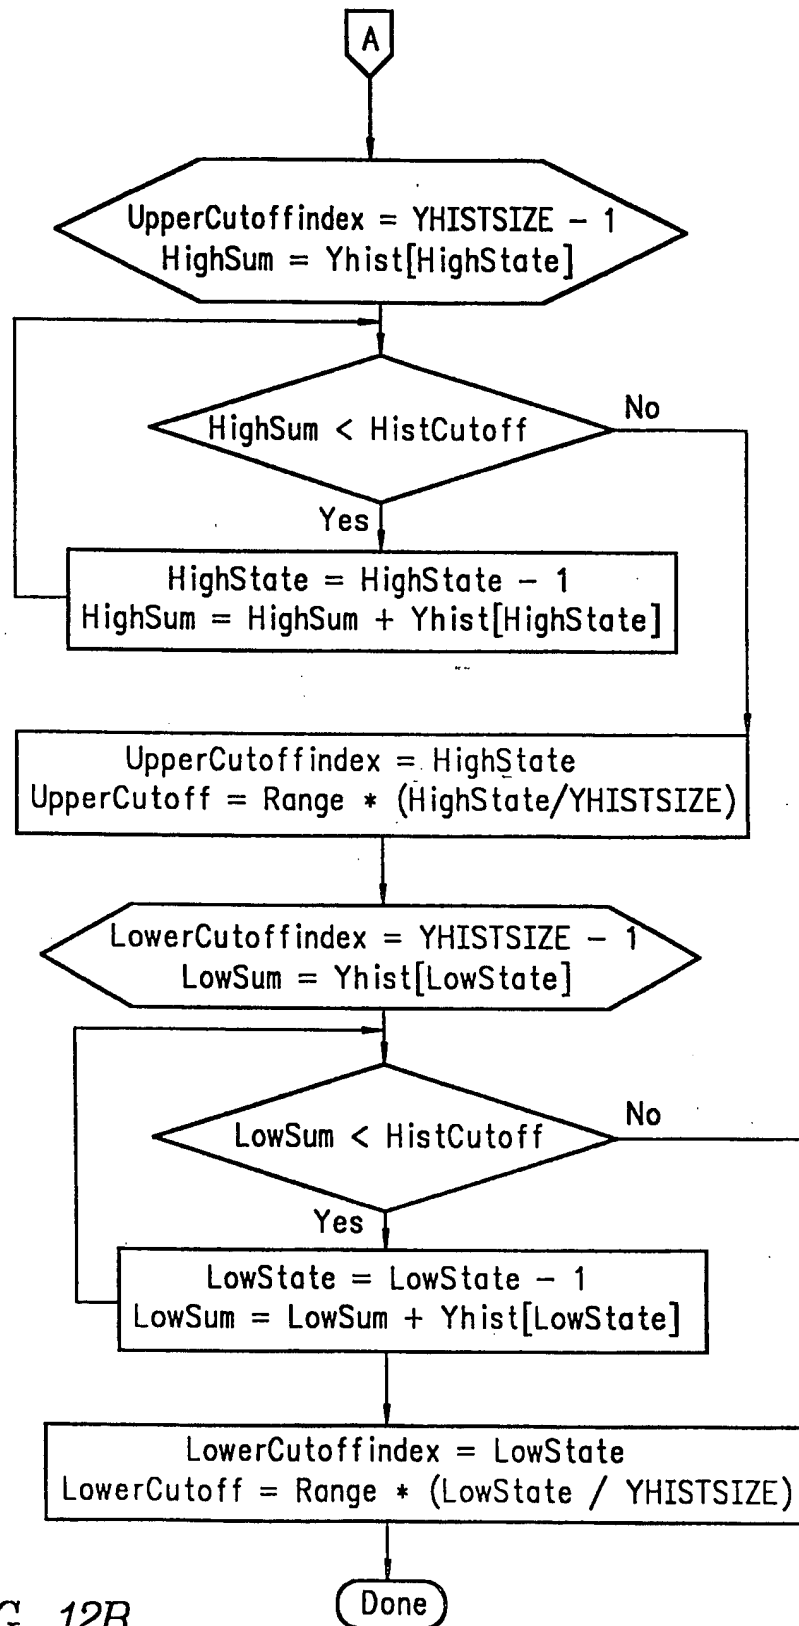 A
UpperCutoffindex = YHISTSIZE - 1
HighSum = Yhist[HighState]
HighSum < HistCutoff
No
Yes
HighState = HighState - 1
HighSum = HighSum + Yhist[HighState]
UpperCutoffindex = HighState
UpperCutoff = Range * (HighState/YHISTSIZE)
LowerCutoffindex = YHISTSIZE - 1
LowSum = Yhist[LowState]
LowSum < HistCutoff
No
Yes
LowState = LowState - 1
LowSum = LowSum + Yhist[LowState]
LowerCutoffindex = LowState
LowerCutoff = Range * (LowState / YHISTSIZE)
Done
G. 12B